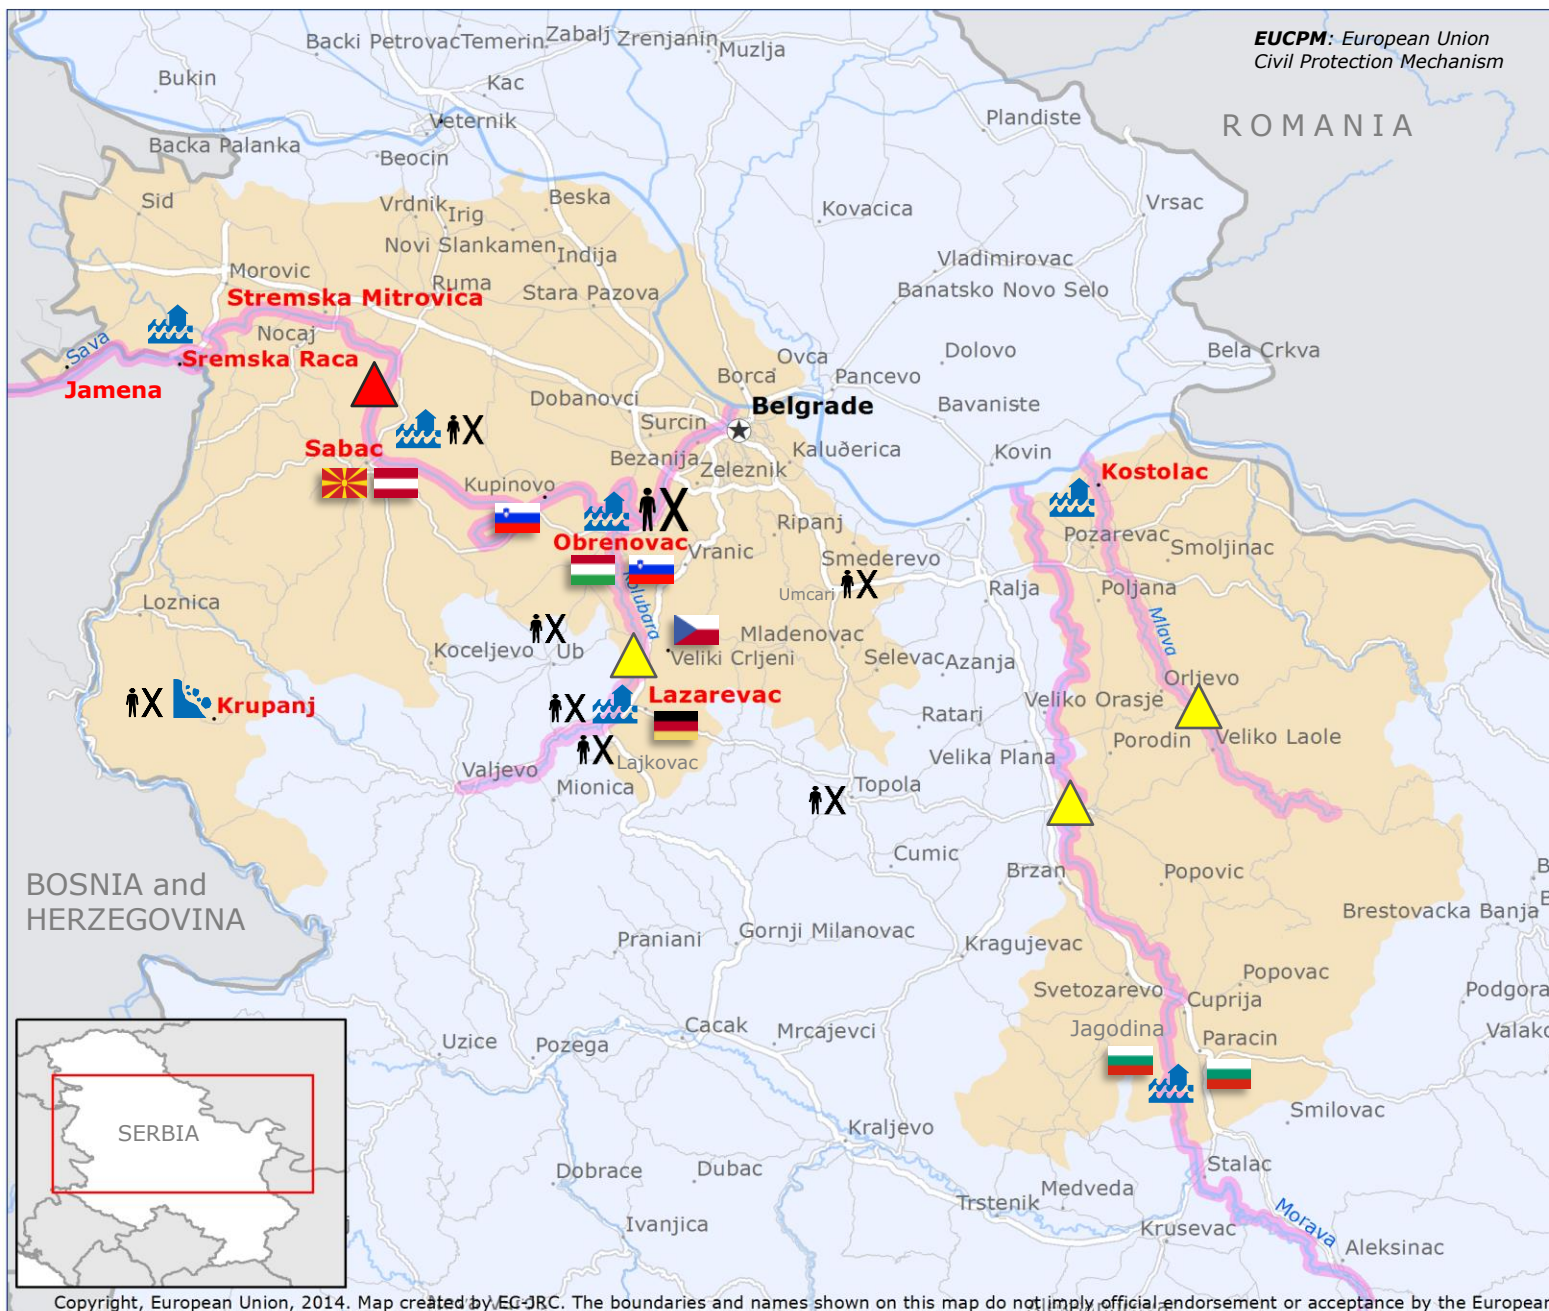 EUCPM: European Union
Civil Protection Mechanism
ROMANIA
Backi Petrovac
Temerin
Zabalj
Zrenjanin
Muzlja
Bukin
Kac
Veternik
Backa Palanka
Beocin
Plandiste
Sid
Vrdnik
Irig
Beska
Kovacica
Vrsac
Novi Slankamen
Indija
Morovic
Ruma
Vladimirovac
Stremska Mitrovica
Stara Pazova
Banatsko Novo Selo
Nocaj
Sava
Sremska Raca
Ovca
Dolovo
Bela Crkva
Jamena
Borca
Pancevo
Dobanovci
Belgrade
Bavaniste
Surcin
Sabac
Bezanija
Kaluđerica
Zeleznik
Kovin
Kostolac
Kupinovo
Ripanj
Pozarevac
Obrenovac
Vranic
Smederevo
Smoljinac
Kolubara
Umcari
Ralja
Poljana
Loznica
Mlava
Mladenovac
Koceljevo
Ub
Veliki Crljeni
Selevac
Azanja
Orljevo
Krupanj
Lazarevac
Veliko Orasje
Ratari
Porodin
Veliko Laole
Velika Plana
Lajkovac
Valjevo
Mionica
Topola
Cumic
Brzan
Popovic
BOSNIA and
HERZEGOVINA
Brestovacka Banja
B
B
Praniani
Gornji Milanovac
Kragujevac
Popovac
Svetozarevo
Cuprija
Podgora
Jagodina
Paracin
Valako
Uzice
Pozega
Cacak
Mrcajevci
SERBIA
Smilovac
Kraljevo
Dobrace
Dubac
Stalac
Medveda
Trstenik
Ivanjica
Krusevac
Morava
Aleksinac
Copyright, European Union, 2014. Map created by EC-JRC. The boundaries and names shown on this map do not imply official endorsement or acceptance by the European